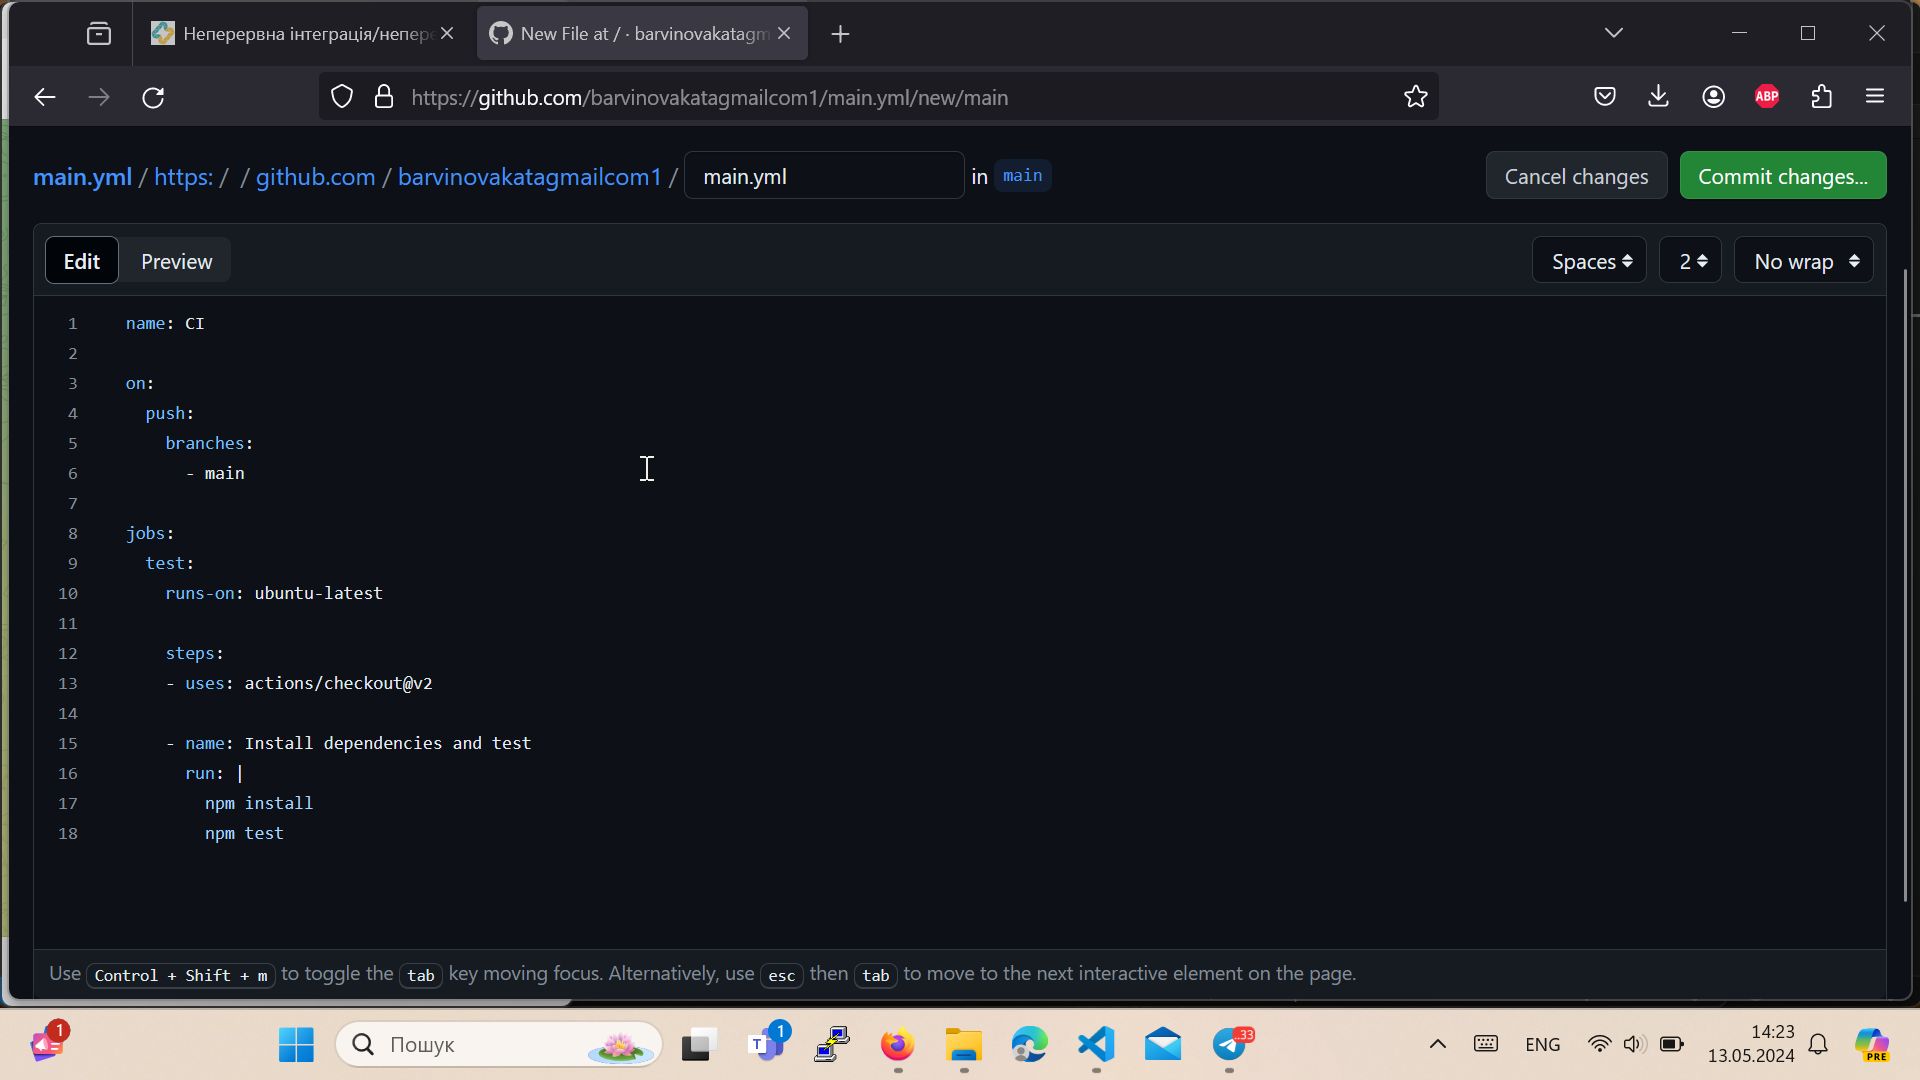 Неперервна інтеграція/непере
New File at / · barvinovakatagm
https://github.com/barvinovakatagmailcom1/main.yml/new/main
ABP
main.yml / https: / / github.com / barvinovakatagmailcom1 / main.yml in main
Cancel changes
Commit changes...
Edit
Preview
Spaces
2
No wrap
1 name: CI
2
3 on:
4 push:
5 branches:
6 - main
7
8 jobs:
9 test:
10 runs-on: ubuntu-latest
11
12 steps:
13 - uses: actions/checkout@v2
14
15 - name: Install dependencies and test
16 run: |
17 npm install
18 npm test
Use Control + Shift + m to toggle the tab key moving focus. Alternatively, use esc then tab to move to the next interactive element on the page.
1
Пошук
T
1
33
ENG
14:23
13.05.2024
PRE